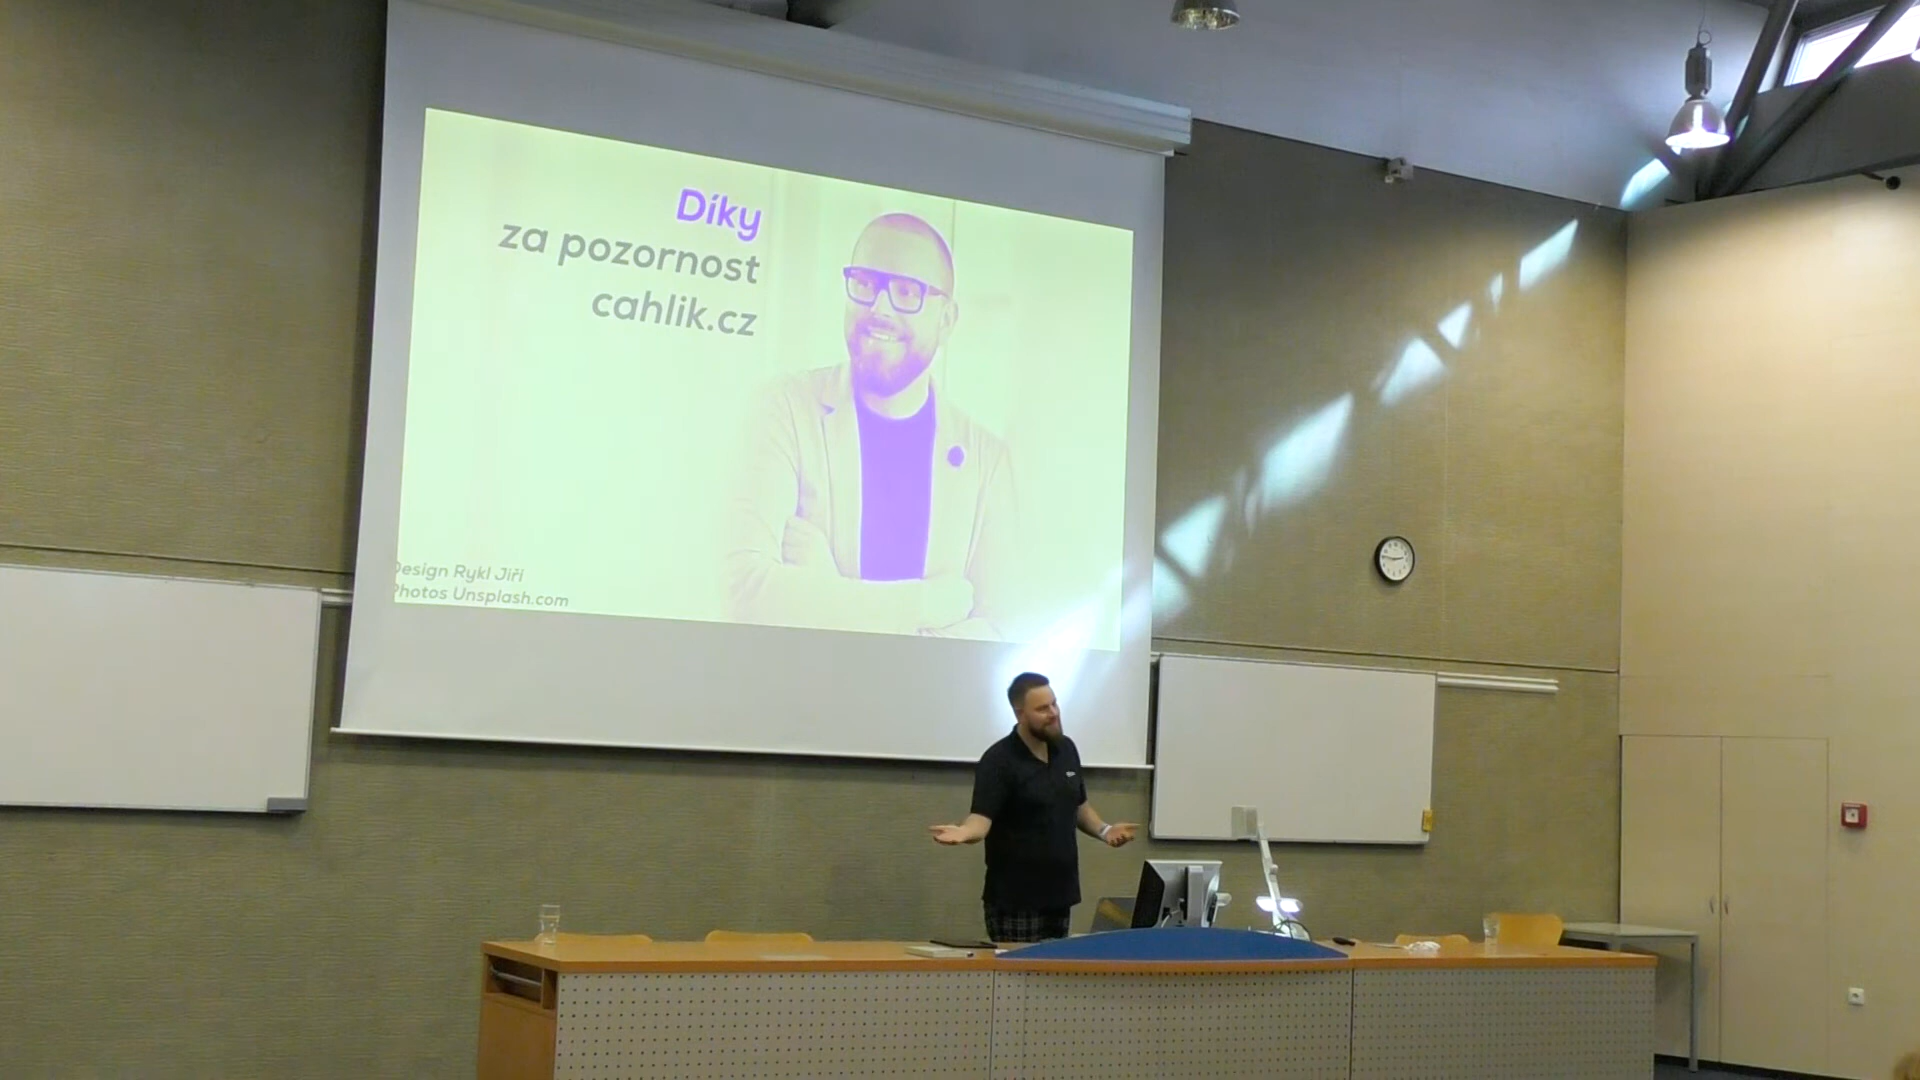 Díky
za pozornost
cahlik.cz
Design Rykl Jiří
Photos Unsplash.com